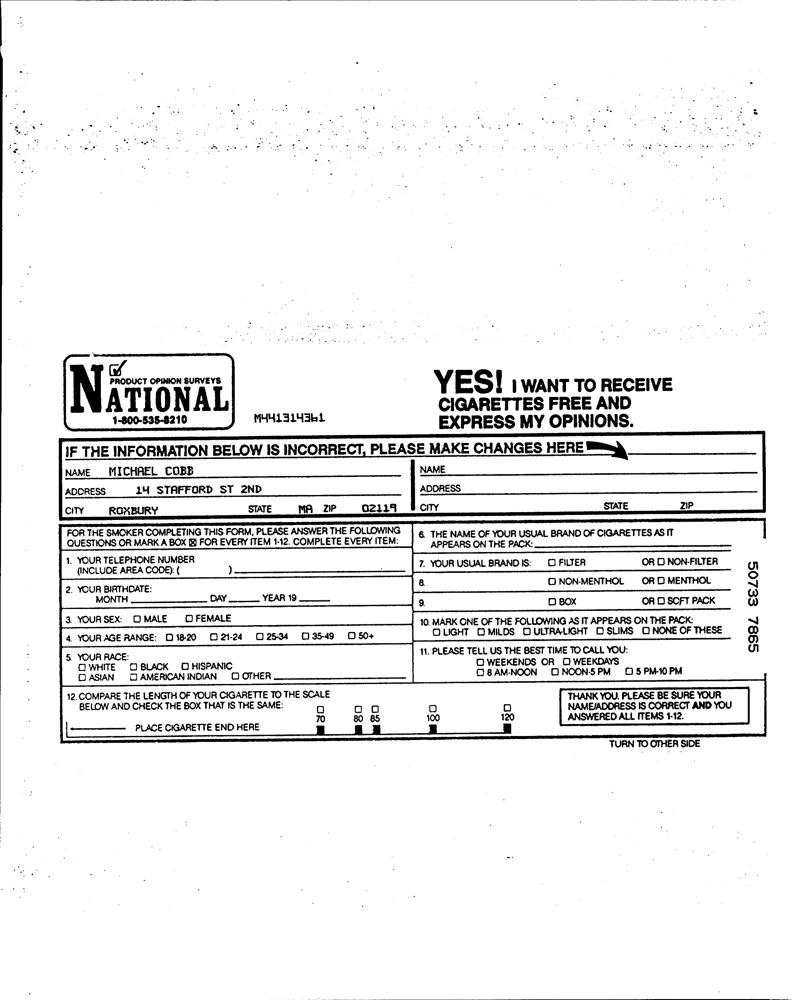 PRODUCT OPINION SURVEYS
NATIONAL
1-800-535-8210
M441314361
YES! I WANT TO RECEIVE
CIGARETTES FREE AND
EXPRESS MY OPINIONS.
IF THE INFORMATION BELOW IS INCORRECT, PLEASE MAKE CHANGES HERE
NAME MICHAEL COBB
ADDRESS 14 STAFFORD ST 2ND
CITY ROXBURY STATE MA ZIP 02119
NAME
ADDRESS
CITY STATE ZIP
FOR THE SMOKER COMPLETING THIS FORM, PLEASE ANSWER THE FOLLOWING
QUESTIONS OR MARK A BOX ☒ FOR EVERY ITEM 1-12. COMPLETE EVERY ITEM:
1. YOUR TELEPHONE NUMBER
(INCLUDE AREA CODE): ( )
2. YOUR BIRTHDATE:
MONTH DAY YEAR 19
3. YOUR SEX: ☐ MALE ☐ FEMALE
4. YOUR AGE RANGE: ☐ 18-20 ☐ 21-24 ☐ 25-34 ☐ 35-49 ☐ 50+
5. YOUR RACE:
☐ WHITE ☐ BLACK ☐ HISPANIC
☐ ASIAN ☐ AMERICAN INDIAN ☐ OTHER
6. THE NAME OF YOUR USUAL BRAND OF CIGARETTES AS IT
APPEARS ON THE PACK:
7. YOUR USUAL BRAND IS: ☐ FILTER OR ☐ NON-FILTER
8. ☐ NON-MENTHOL OR ☐ MENTHOL
9. ☐ BOX OR ☐ SOFT PACK
10. MARK ONE OF THE FOLLOWING AS IT APPEARS ON THE PACK:
☐ LIGHT ☐ MILDS ☐ ULTRA-LIGHT ☐ SLIMS ☐ NONE OF THESE
11. PLEASE TELL US THE BEST TIME TO CALL YOU:
☐ WEEKENDS OR ☐ WEEKDAYS
☐ 8 AM-NOON ☐ NOON-5 PM ☐ 5 PM-10 PM
12. COMPARE THE LENGTH OF YOUR CIGARETTE TO THE SCALE
BELOW AND CHECK THE BOX THAT IS THE SAME:
☐ ☐ ☐ ☐ ☐
70 80 85 100 120
PLACE CIGARETTE END HERE
THANK YOU. PLEASE BE SURE YOUR
NAME/ADDRESS IS CORRECT AND YOU
ANSWERED ALL ITEMS 1-12.
TURN TO OTHER SIDE
50733 7865